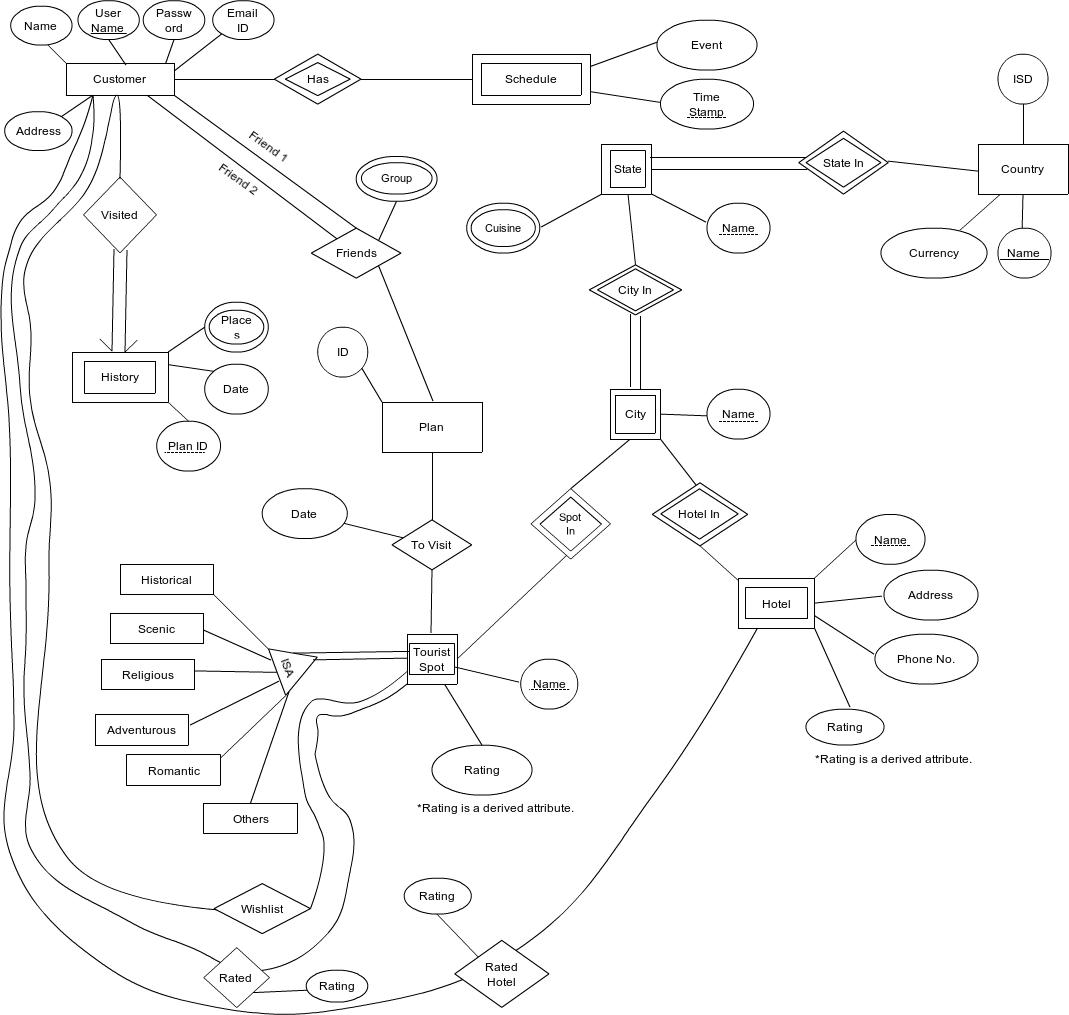 Name
User
Name
Passw
ord
Email
ID
Customer
Has
Schedule
Event
Time
Stamp
ISD
Address
Friend 1
Friend 2
Group
State
State In
Country
Cuisine
Name
Currency
Name
Visited
Friends
City In
Place
s
History
Date
Plan ID
ID
Plan
City
Name
Date
To Visit
Spot
In
Hotel In
Name
Address
Hotel
Phone No.
Rating
*Rating is a derived attribute.
Historical
Scenic
Religious
Adventurous
Romantic
Others
ISA
Tourist
Spot
Name
Rating
*Rating is a derived attribute.
Wishlist
Rating
Rated
Rating
Rated
Hotel